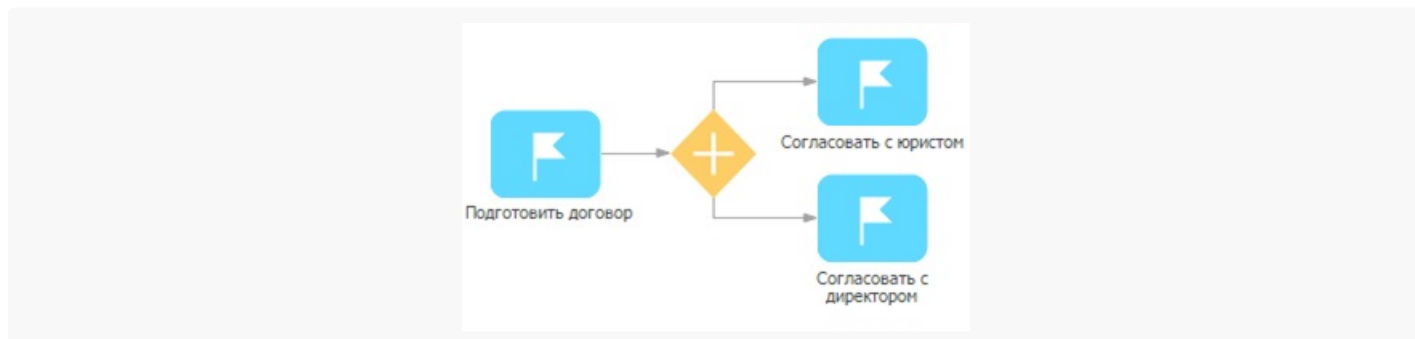 Согласовать с юристом
Подготовить договор
Согласовать с
директором